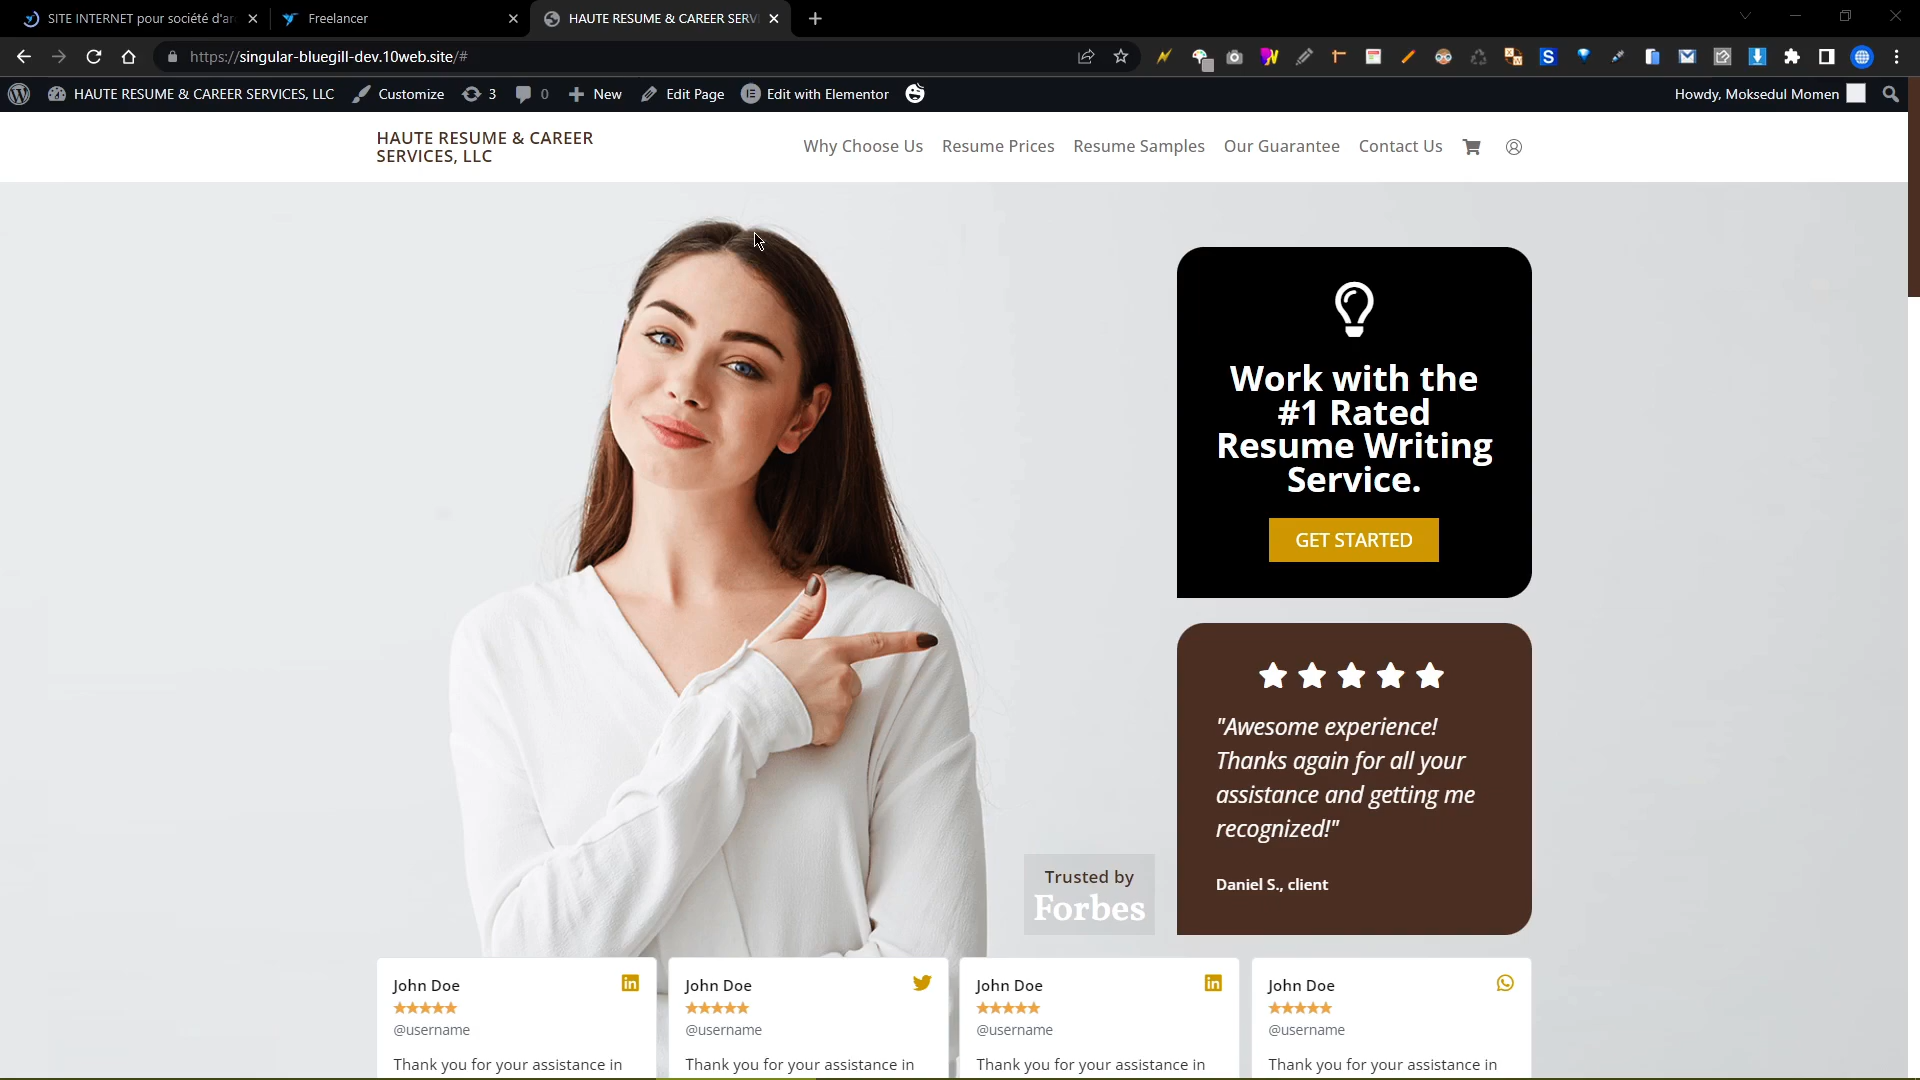 SITE INTERNET pour société d'ar
Freelancer
HAUTE RESUME & CAREER SERV
https://singular-bluegill-dev.10web.site/#
HAUTE RESUME & CAREER SERVICES, LLC
Customize
3
0
New
Edit Page
Edit with Elementor
Howdy, Moksedul Momen
HAUTE RESUME & CAREER
SERVICES, LLC
Why Choose Us
Resume Prices
Resume Samples
Our Guarantee
Contact Us
Work with the
#1 Rated
Resume Writing
Service.
GET STARTED
"Awesome experience!
Thanks again for all your
assistance and getting me
recognized!"
Daniel S., client
Trusted by
Forbes
John Doe
@username
Thank you for your assistance in
John Doe
@username
Thank you for your assistance in
John Doe
@username
Thank you for your assistance in
John Doe
@username
Thank you for your assistance in